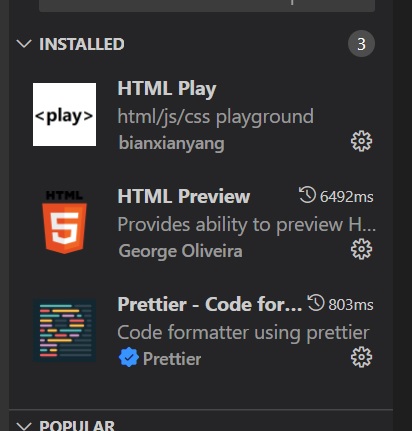 INSTALLED 3
HTML Play
<play>
html/js/css playground
bianxianyang
HTML
5
HTML Preview 6492ms
Provides ability to preview H...
George Oliveira
Prettier - Code for... 803ms
Code formatter using prettier
Prettier
POPULAR